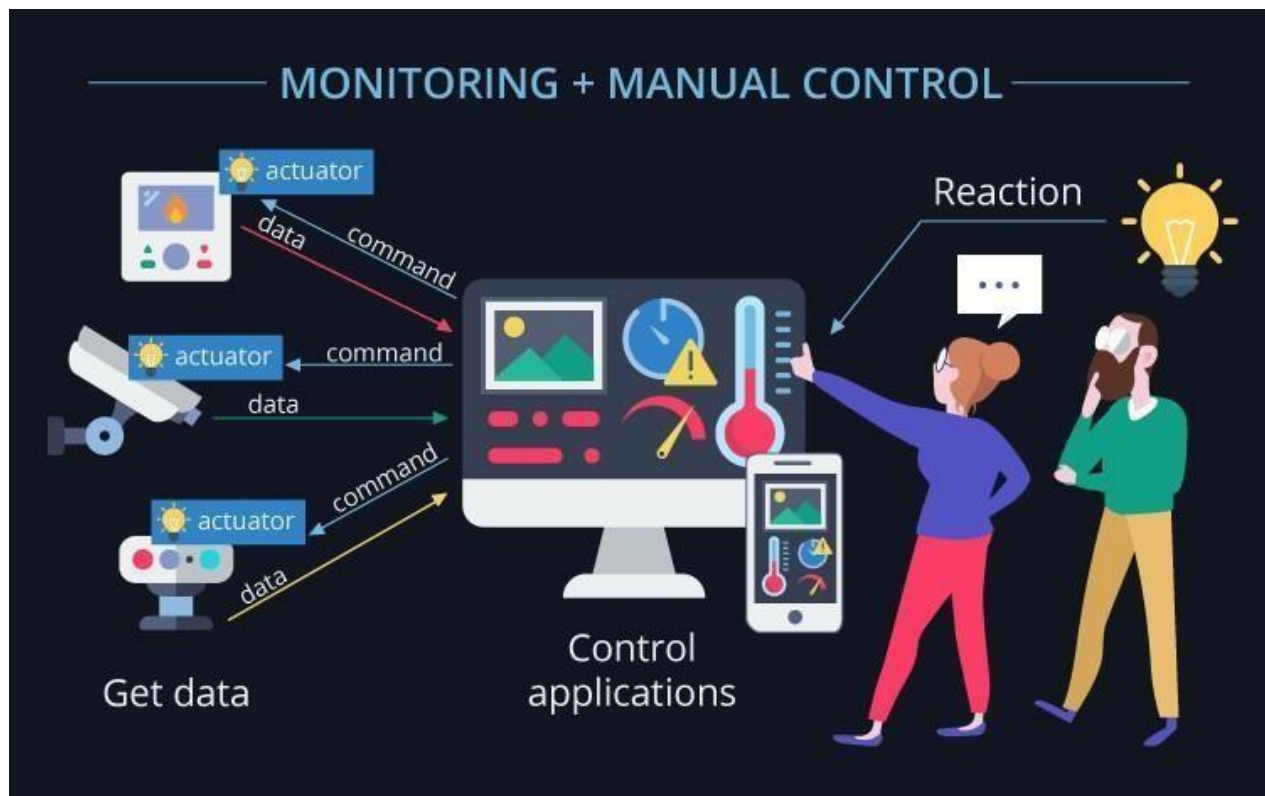 MONITORING + MANUAL CONTROL
actuator
data
command
actuator
command
data
actuator
command
data
Get data
Control
applications
Reaction